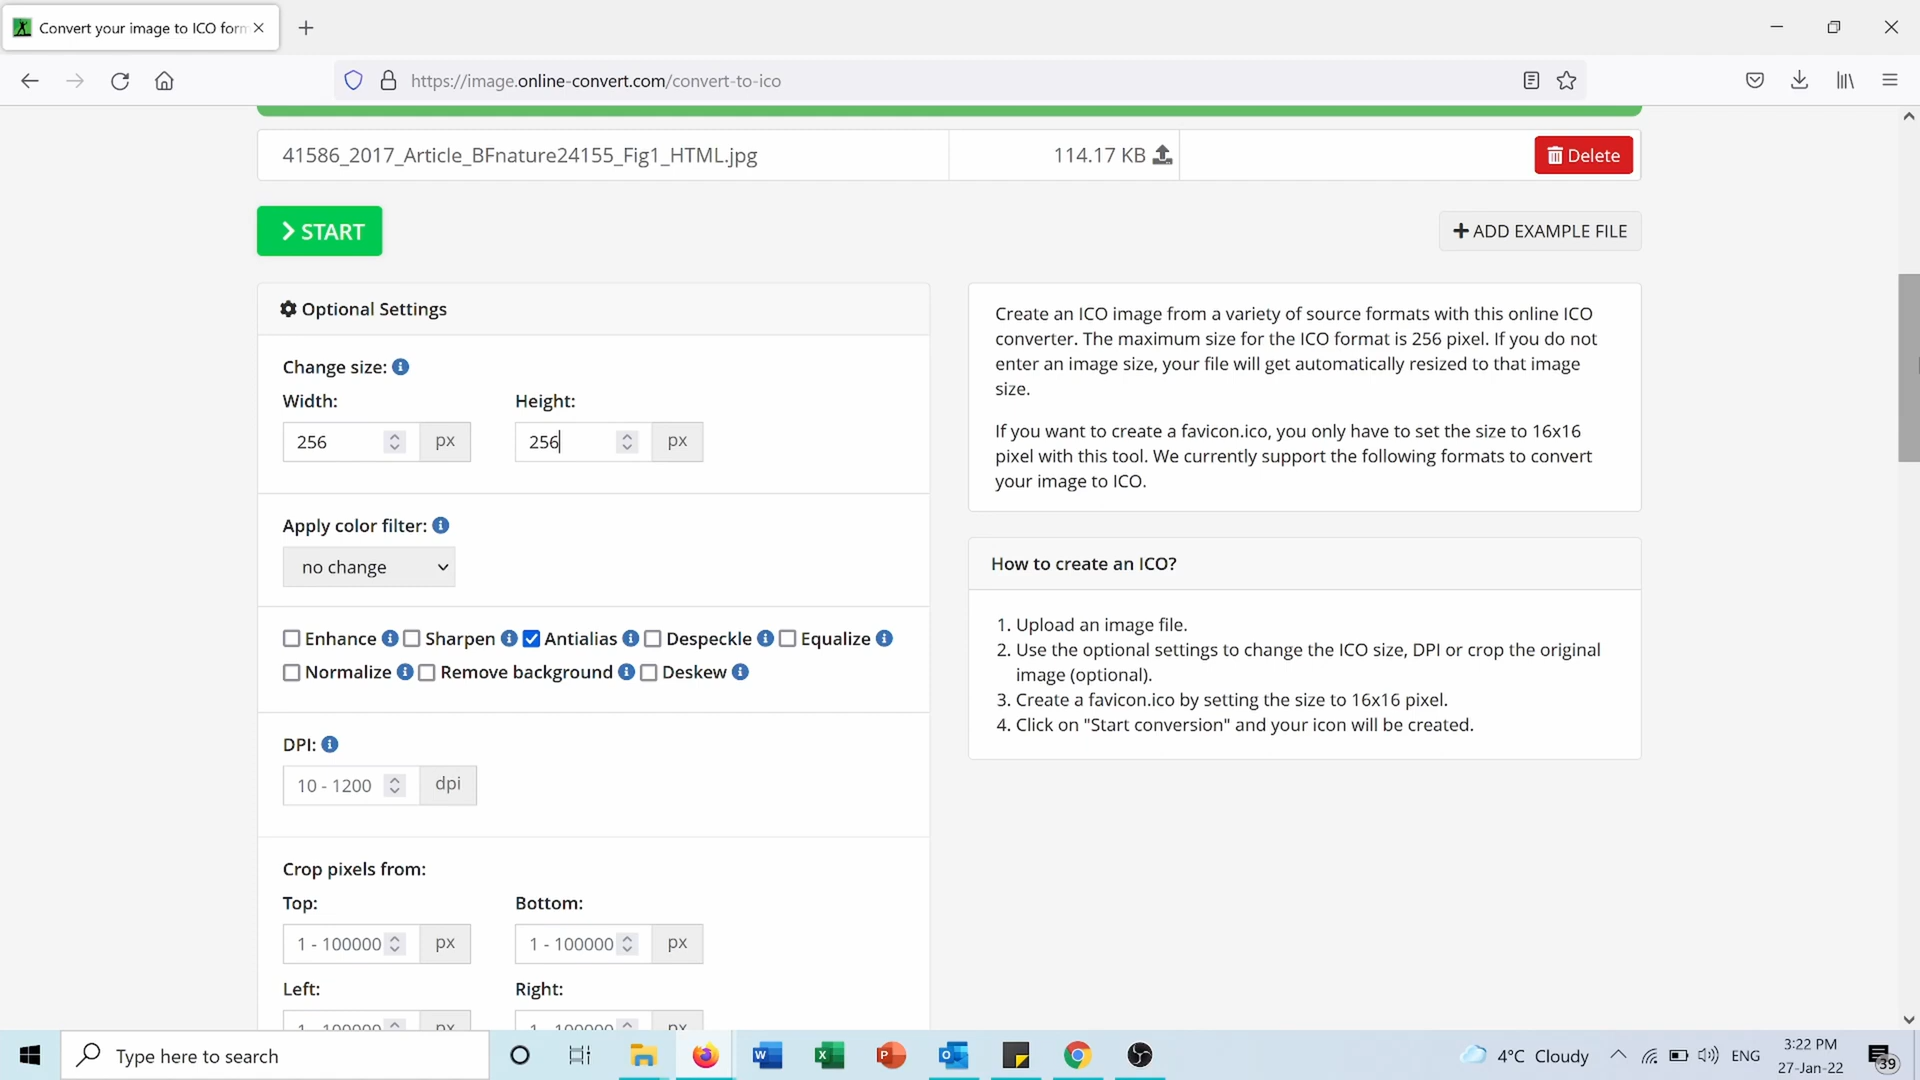 Convert your image to ICO form
https://image.online-convert.com/convert-to-ico
41586_2017_Article_BFnature24155_Fig1_HTML.jpg
114.17 KB
Delete
START
ADD EXAMPLE FILE
Optional Settings
Change size:
Width:
Height:
256
px
256
px
Apply color filter:
no change
Enhance
Sharpen
Antialias
Despeckle
Equalize
Normalize
Remove background
Deskew
DPI:
10 - 1200
dpi
Crop pixels from:
Top:
Bottom:
1 - 100000
px
1 - 100000
px
Left:
Right:
1 - 100000
px
1 - 100000
px
Create an ICO image from a variety of source formats with this online ICO
converter. The maximum size for the ICO format is 256 pixel. If you do not
enter an image size, your file will get automatically resized to that image
size.
If you want to create a favicon.ico, you only have to set the size to 16x16
pixel with this tool. We currently support the following formats to convert
your image to ICO.
How to create an ICO?
1. Upload an image file.
2. Use the optional settings to change the ICO size, DPI or crop the original
image (optional).
3. Create a favicon.ico by setting the size to 16x16 pixel.
4. Click on "Start conversion" and your icon will be created.
Type here to search
4°C Cloudy
ENG
3:22 PM
27-Jan-22
39